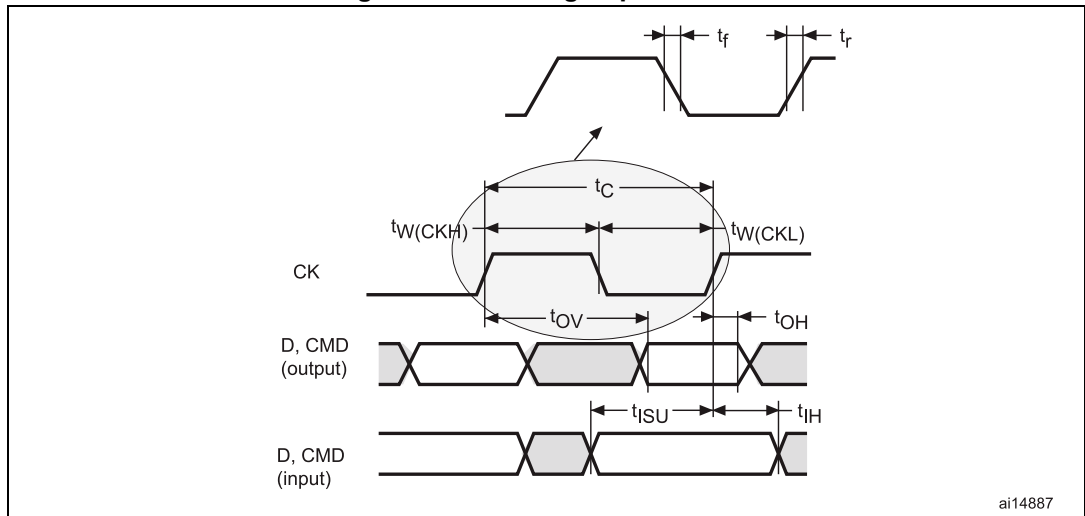 tf
tr
tC
tW(CKH)
tW(CKL)
CK
tOV
tOH
D, CMD
(output)
tISU
tIH
D, CMD
(input)
ai14887